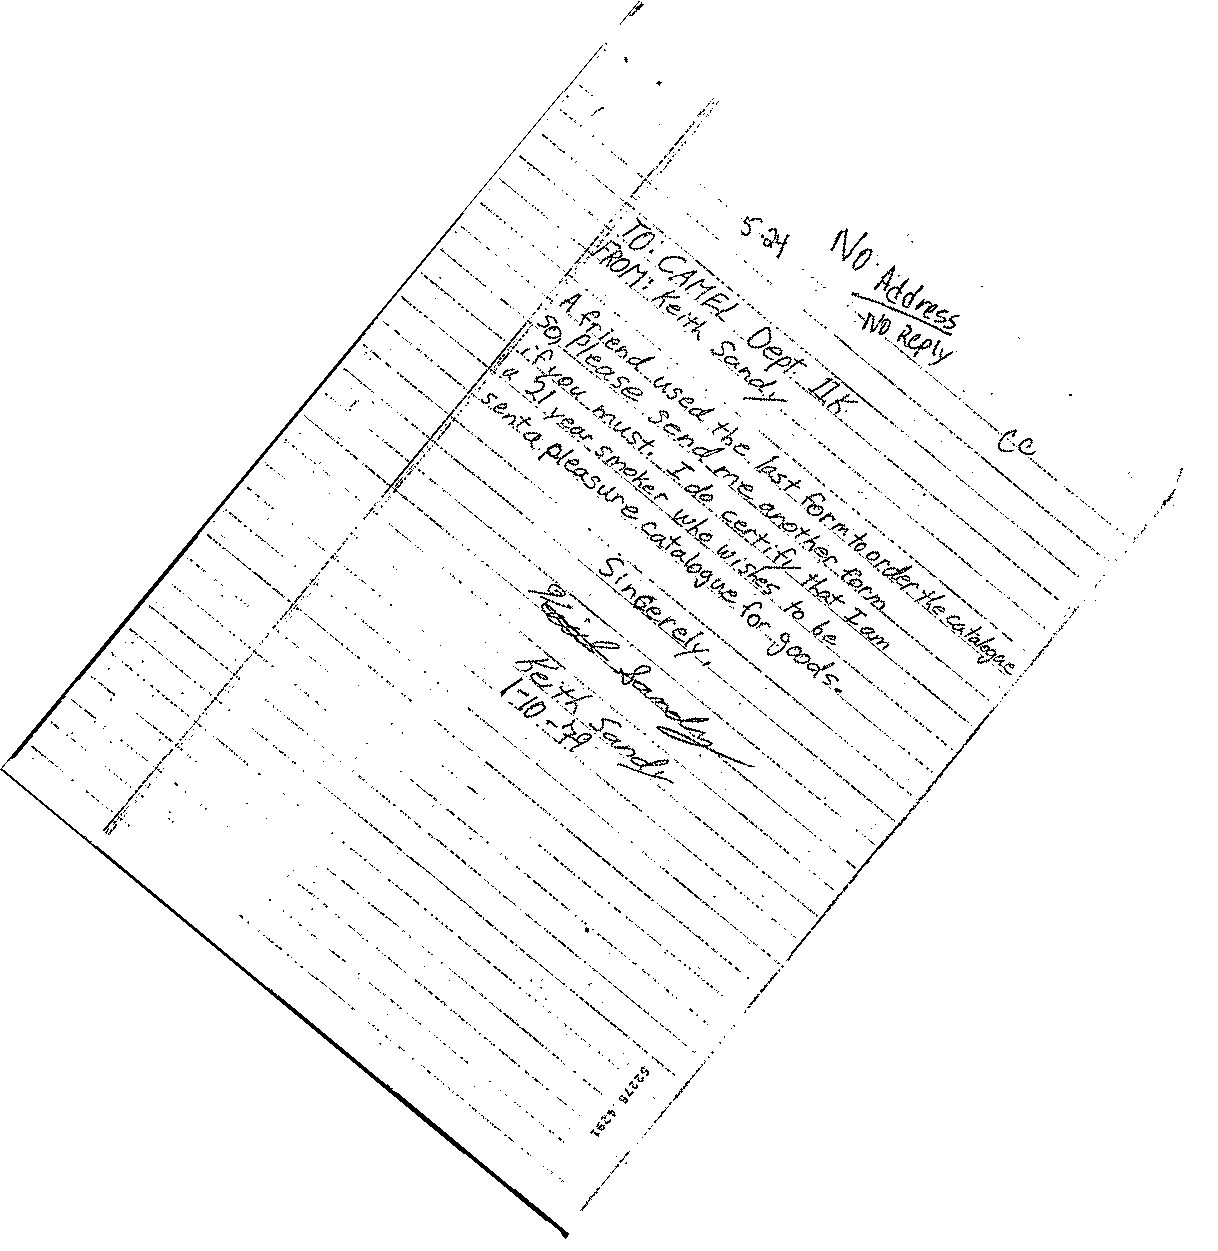 5-24 No Address
-No Reply
CC
TO: CAMEL Dept. IIK
FROM: Keith Sandy
A friend used the last form to order the catalogue
so, please send me another form
if you must. I do certify that I am
a 21 year smoker who wishes to be
sent a pleasure catalogue for goods.
Sincerely,
Keith Sandy
Keith Sandy
1-10-79
52275 4291